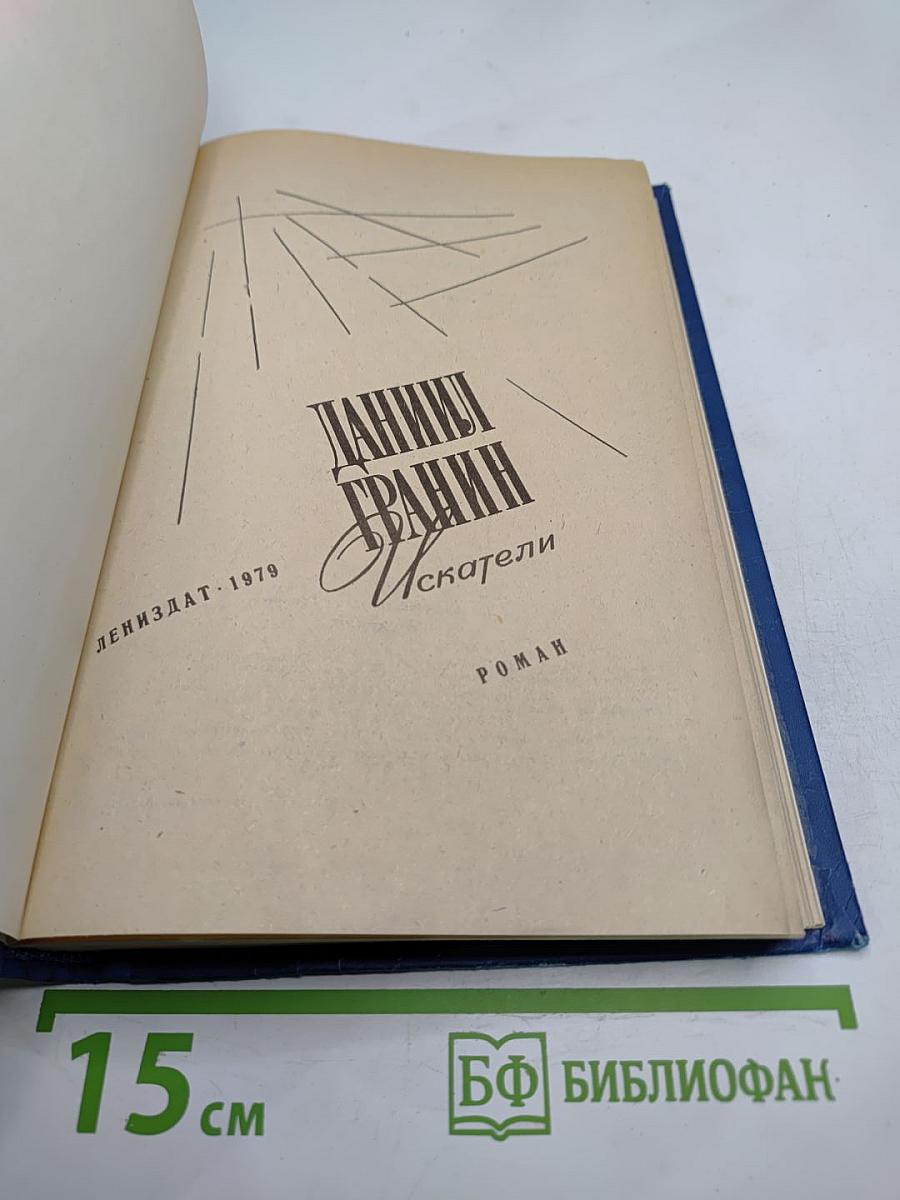 ДАНИИЛ
ГРАНИН
Искатели
ЛЕНИЗДАТ · 1979
РОМАН
15 см
БФ БИБЛИОФАН